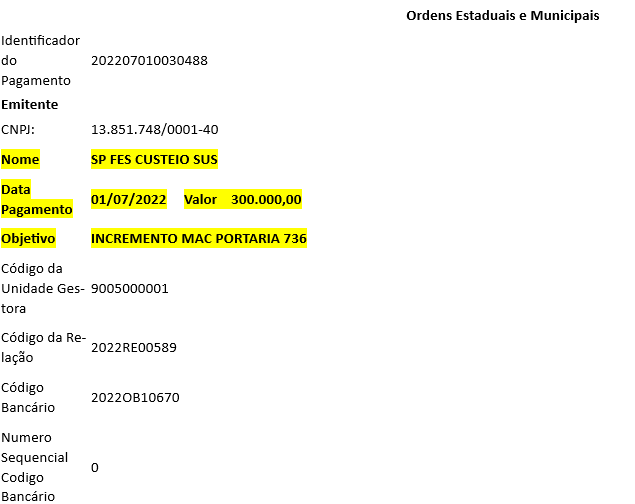 Ordens Estaduais e Municipais
Identificador
do
Pagamento
202207010030488
Emitente
CNPJ: 13.851.748/0001-40
Nome SP FES CUSTEIO SUS
Data
Pagamento
01/07/2022 Valor 300.000,00
Objetivo INCREMENTO MAC PORTARIA 736
Código da
Unidade Ges-
tora
9005000001
Código da Re-
lação
2022RE00589
Código
Bancário
2022OB10670
Numero
Sequencial
Codigo
Bancário
0